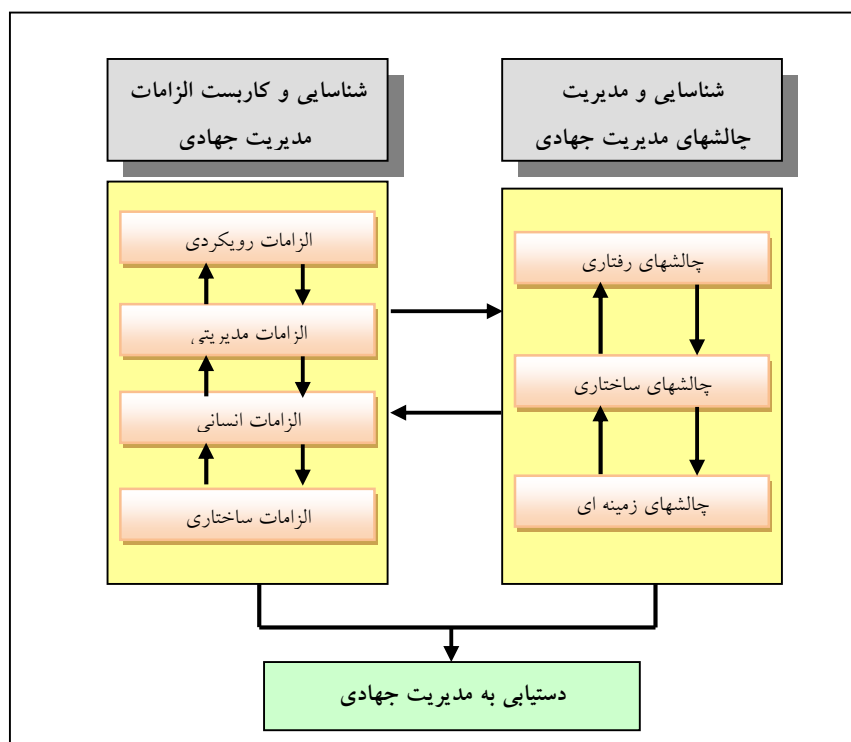 شناسایی و مدیریت
چالشهای مدیریت جهادی
چالشهای رفتاری
چالشهای ساختاری
چالشهای زمینه ای
شناسایی و کاربست الزامات
مدیریت جهادی
الزامات رویکردی
الزامات مدیریتی
الزامات انسانی
الزامات ساختاری
دستیابی به مدیریت جهادی